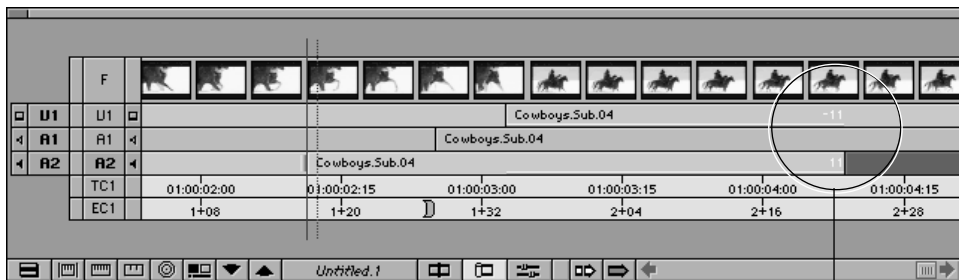 F
V1 V1 Cowboys.Sub.04 -11
A1 A1 Cowboys.Sub.04
A2 A2 Cowboys.Sub.04 11
TC1 01:00:02:00 01:00:02:15 01:00:03:00 01:00:03:15 01:00:04:00 01:00:04:15
EC1 1+08 1+20 1+32 2+04 2+16 2+28
Untitled.1